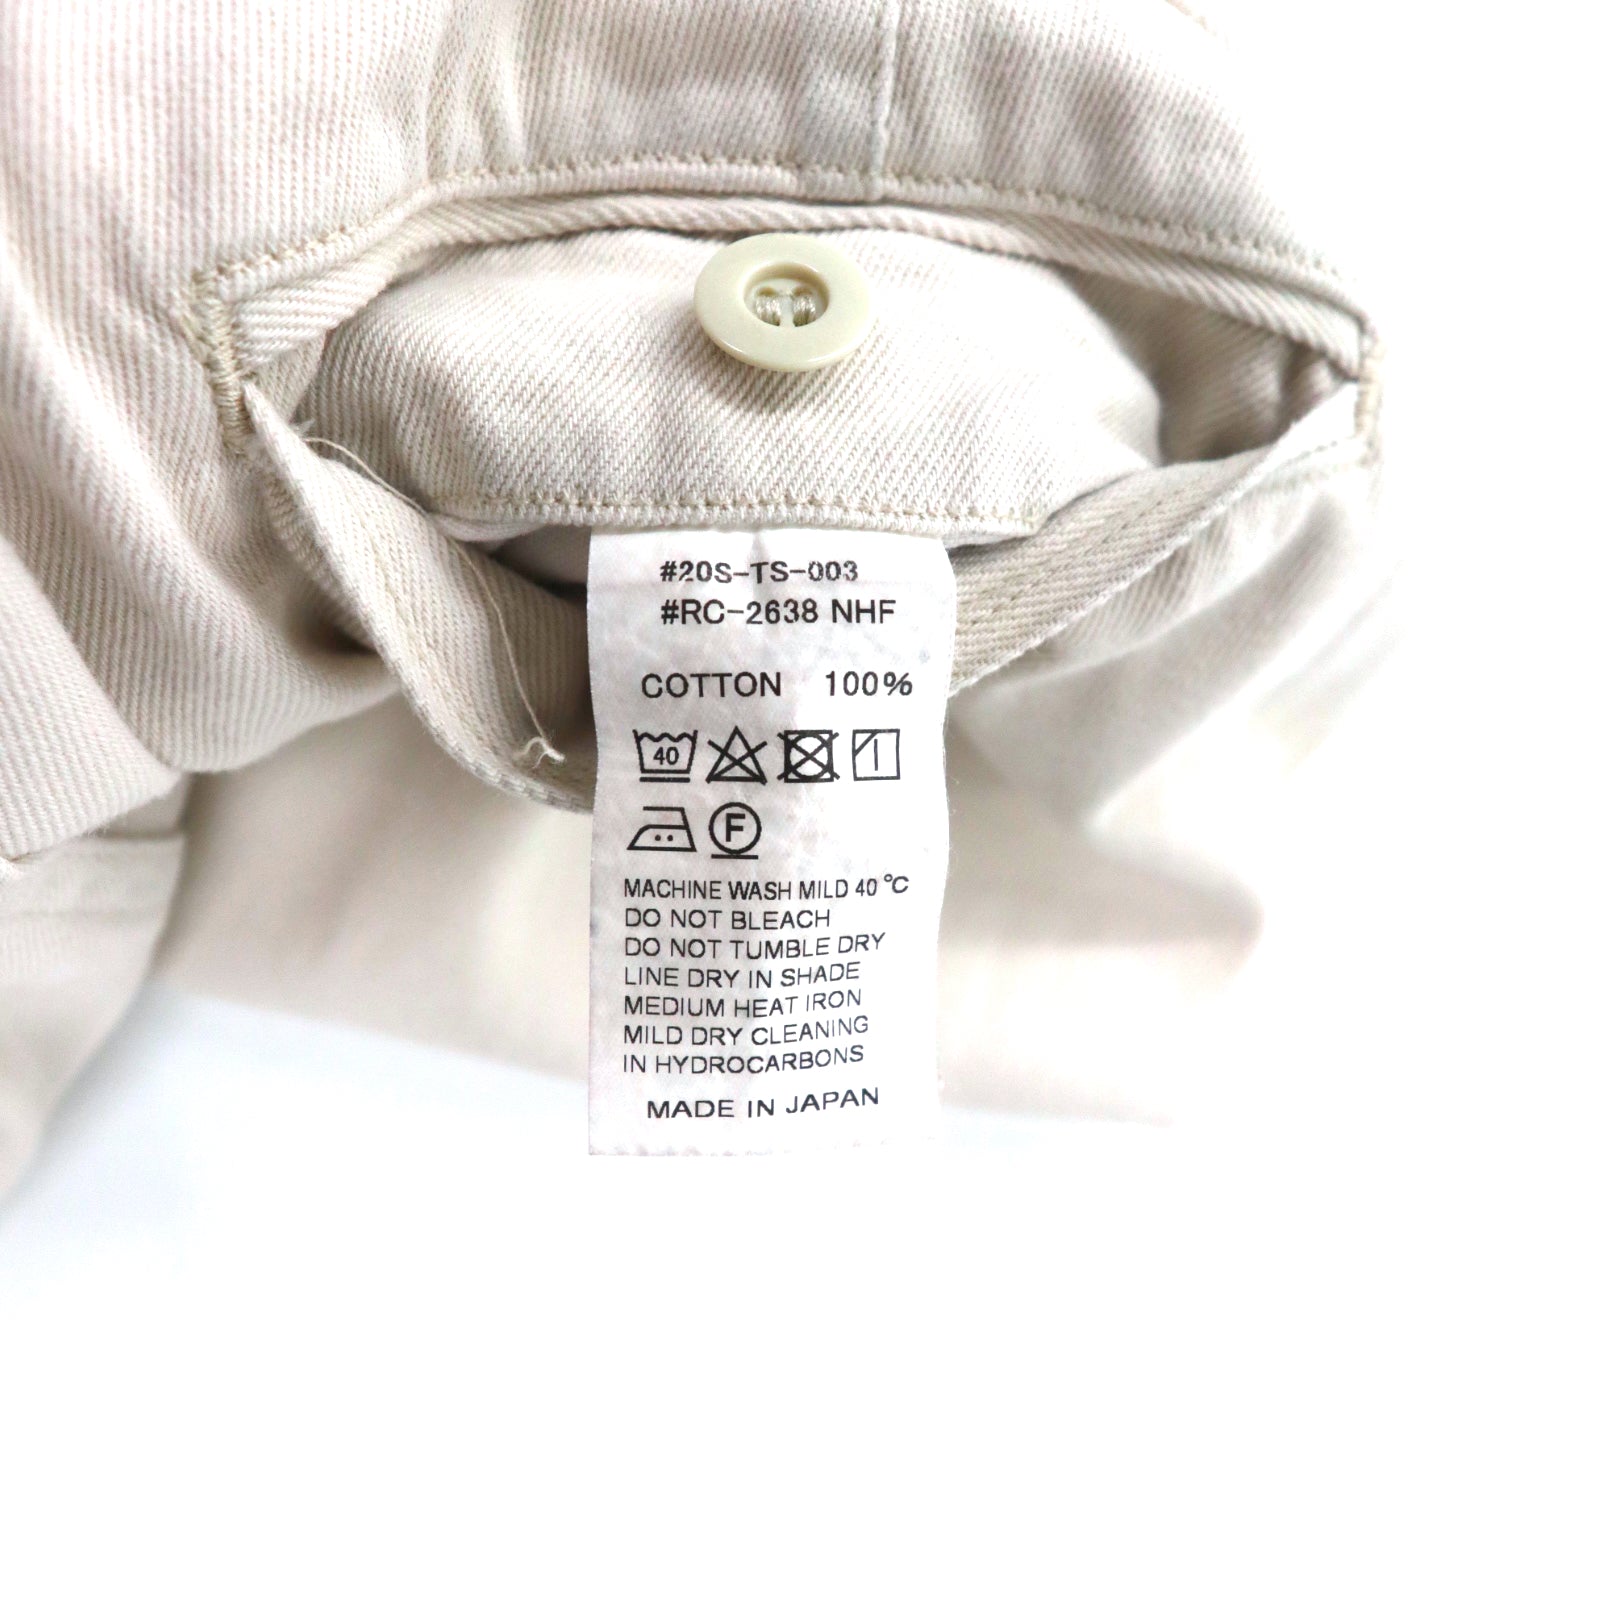 #20S-TS-003
#RC-2638 NHF
COTTON 100%
40
F
MACHINE WASH MILD 40 °C
DO NOT BLEACH
DO NOT TUMBLE DRY
LINE DRY IN SHADE
MEDIUM HEAT IRON
MILD DRY CLEANING
IN HYDROCARBONS
MADE IN JAPAN